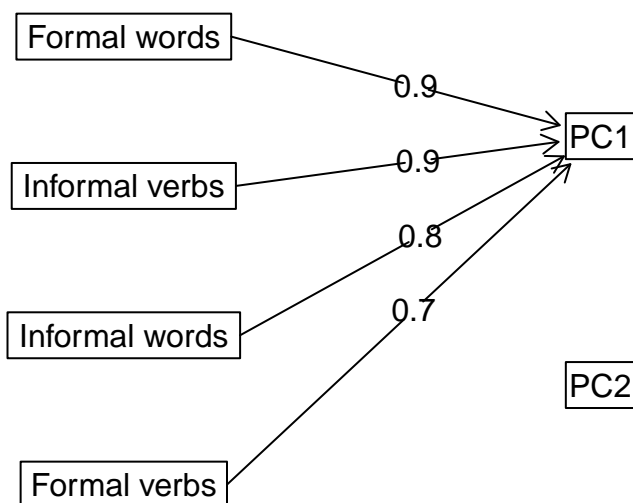 Formal words
0.9
PC1
Informal verbs
0.9
0.8
0.7
Informal words
PC2
Formal verbs